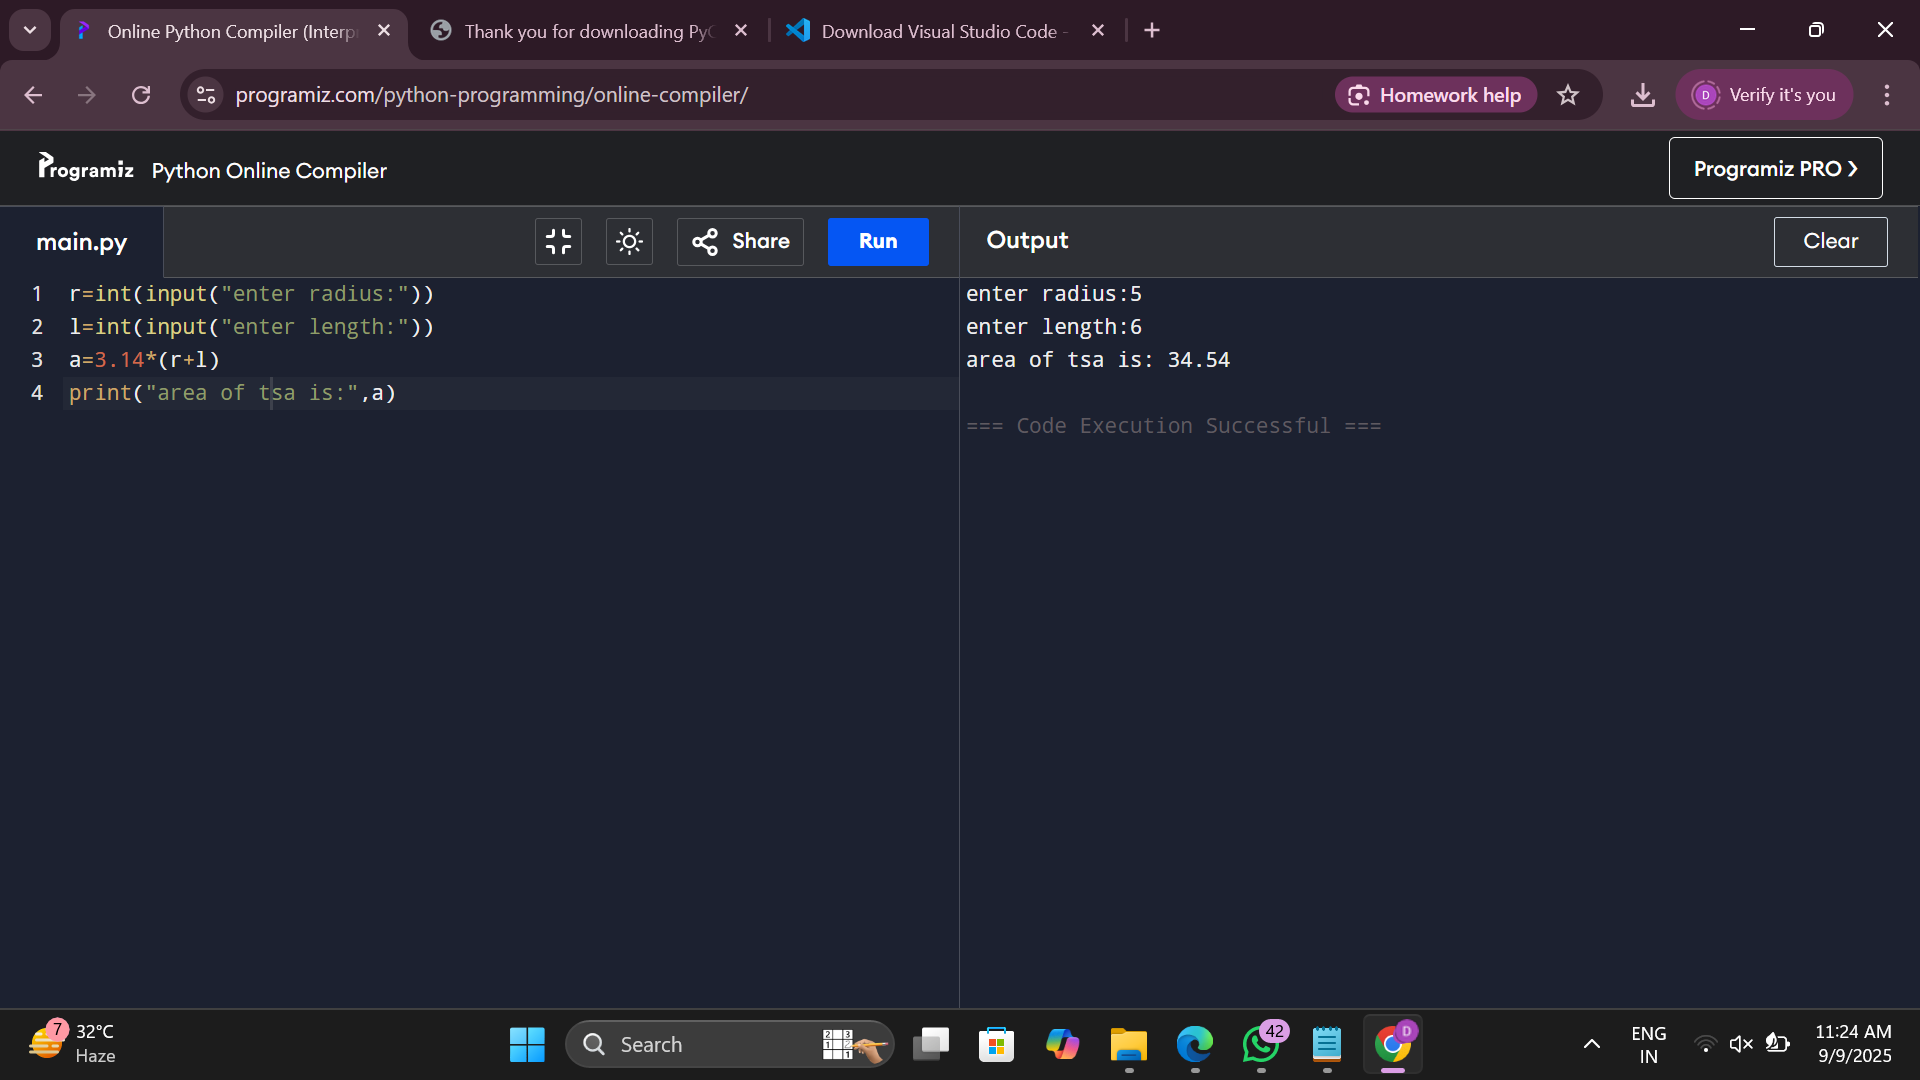 Online Python Compiler (Interp
Thank you for downloading PyC
Download Visual Studio Code -
programiz.com/python-programming/online-compiler/
Homework help
D
Verify it's you
Programiz
Python Online Compiler
Programiz PRO ❯
main.py
Share
Run
Output
Clear
1 r=int(input("enter radius:"))
2 l=int(input("enter length:"))
3 a=3.14*(r+l)
4 print("area of tsa is:",a)
enter radius:5
enter length:6
area of tsa is: 34.54
=== Code Execution Successful ===
7
32°C
Haze
Search
42
D
ENG
IN
11:24 AM
9/9/2025